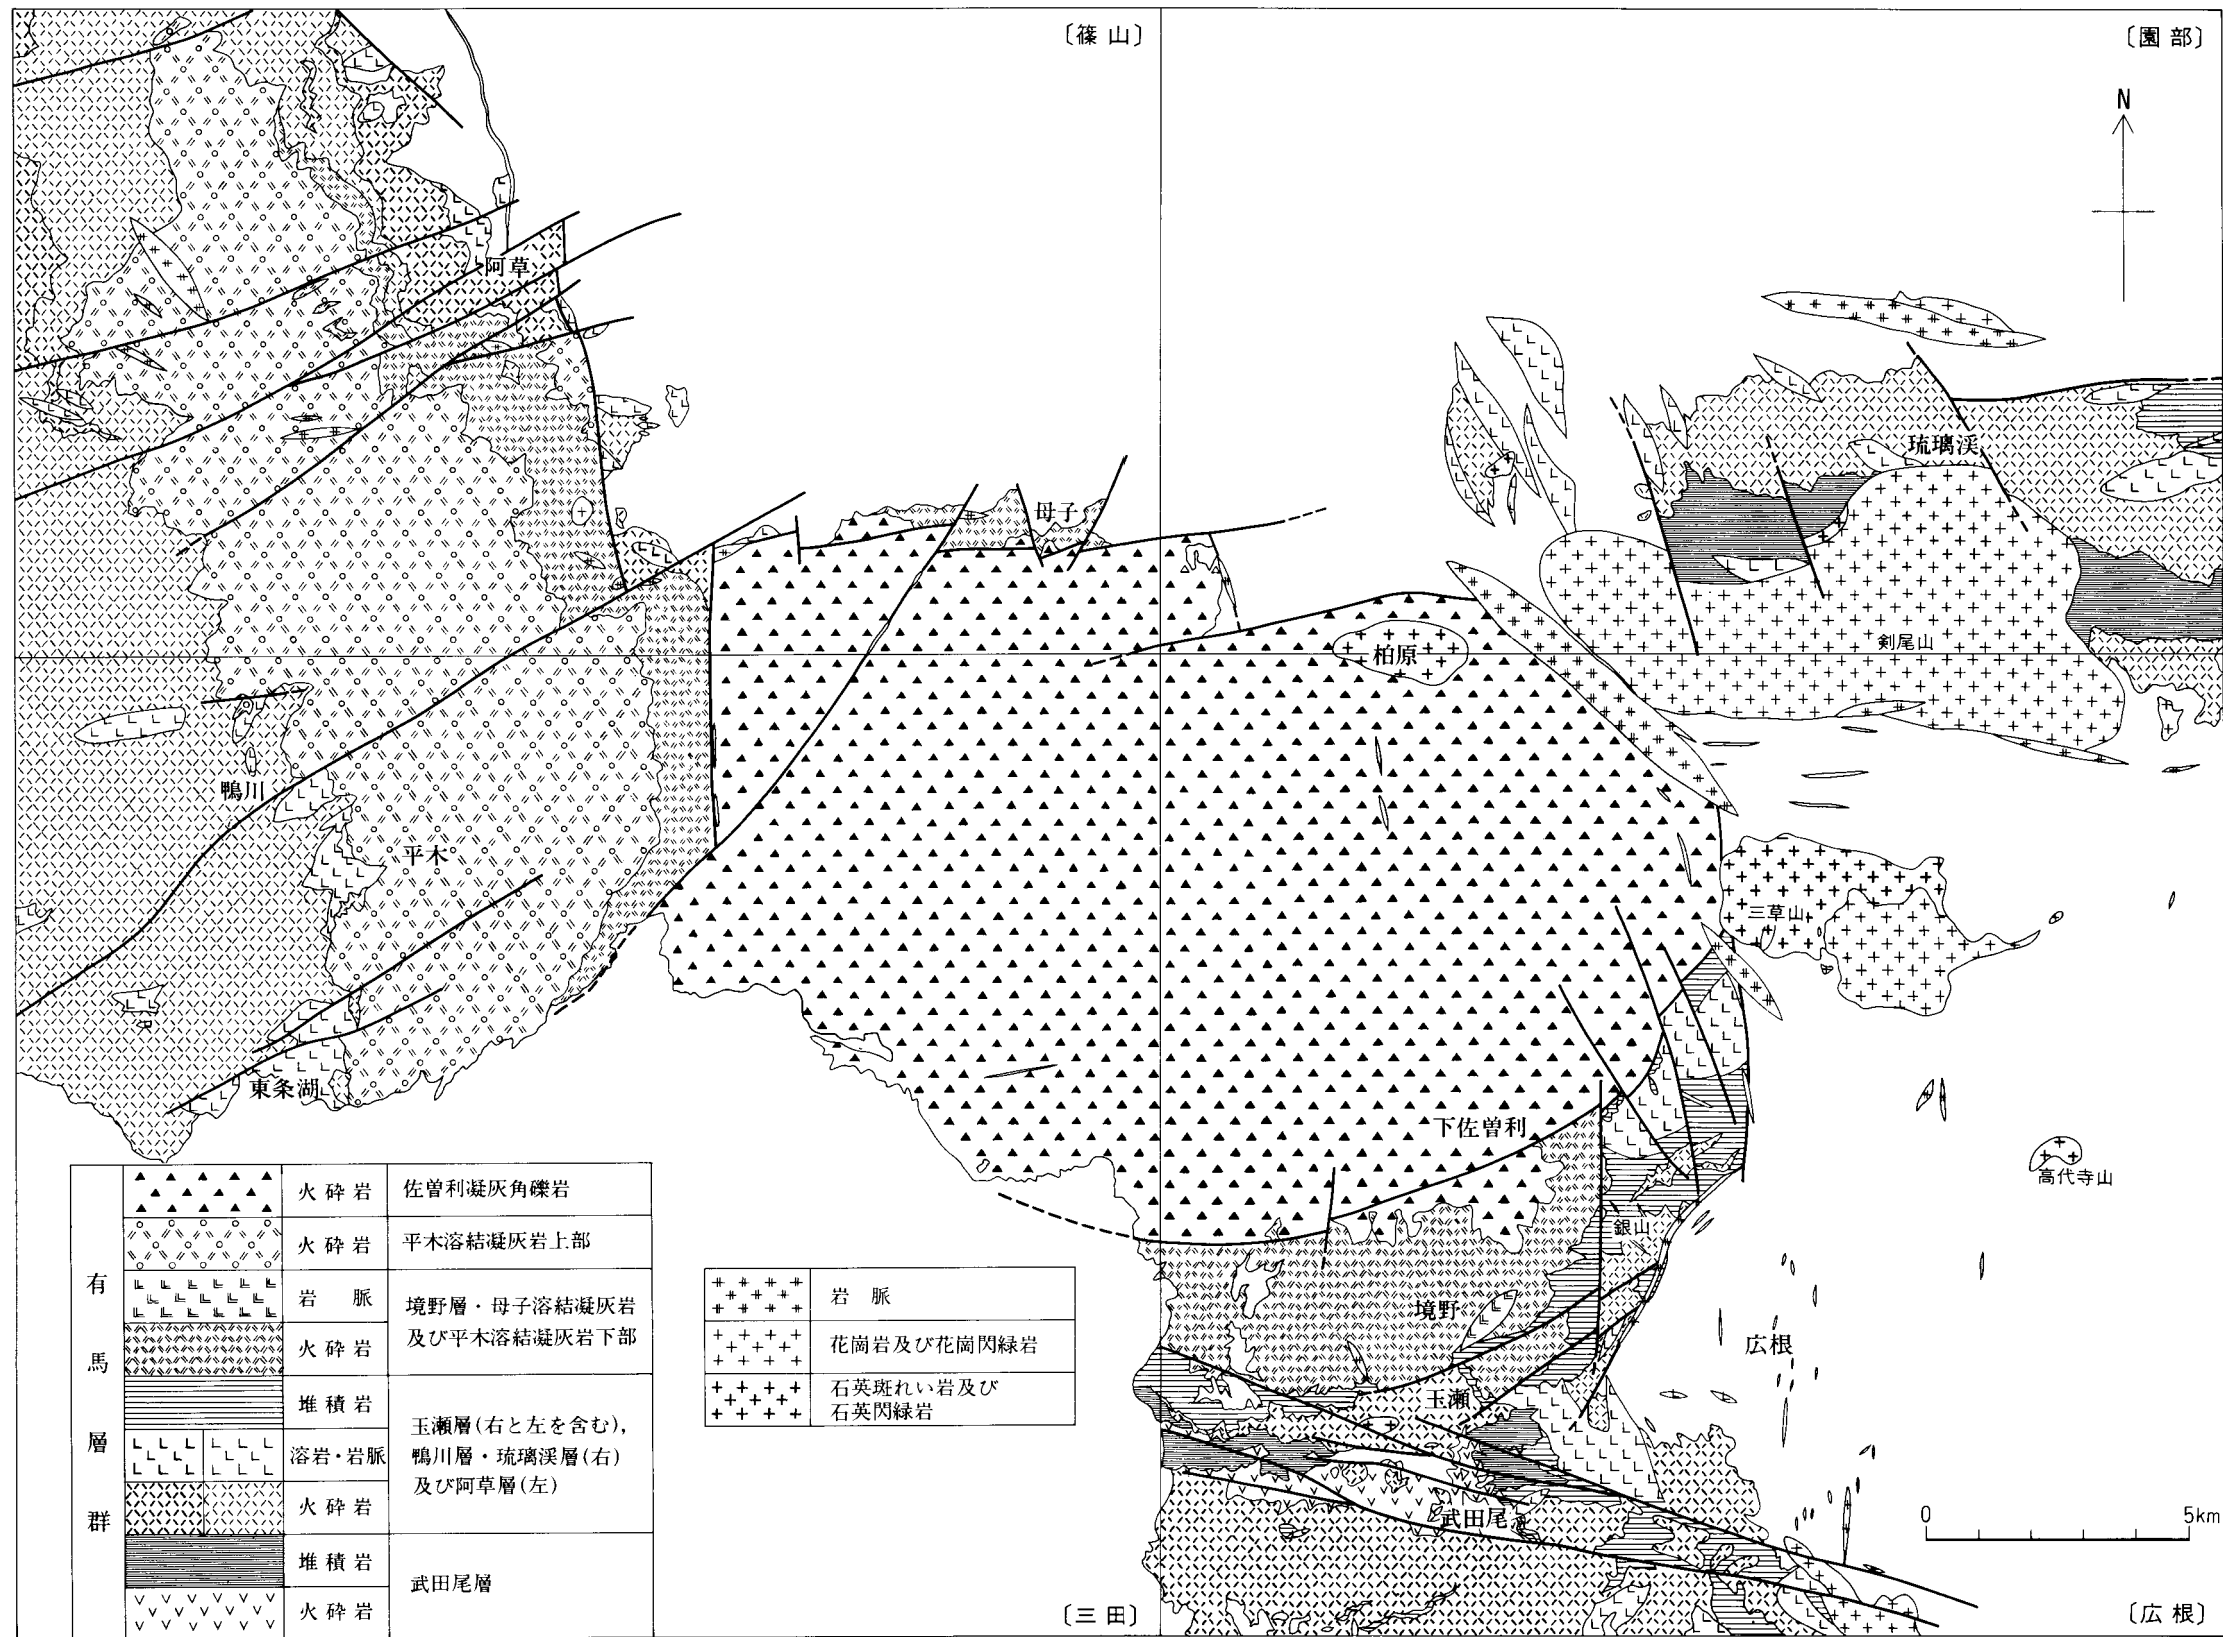 〔篠山〕
〔園部〕
N
阿草
琉璃渓
母子
剣尾山
柏原
鴨川
平木
三草山
東条湖
下佐曽利
高代寺山
銀山
境野
広根
玉瀬
武田尾
0 5km
〔三田〕
〔広根〕
有馬層群
火砕岩 佐曽利凝灰角礫岩
火砕岩 平木溶結凝灰岩上部
岩脈 境野層・母子溶結凝灰岩
火砕岩 及び平木溶結凝灰岩下部
堆積岩 玉瀬層(右と左を含む),
溶岩・岩脈 鴨川層・琉璃渓層(右)
火砕岩 及び阿草層(左)
堆積岩 武田尾層
火砕岩
岩脈
花崗岩及び花崗閃緑岩
石英斑れい岩及び
石英閃緑岩